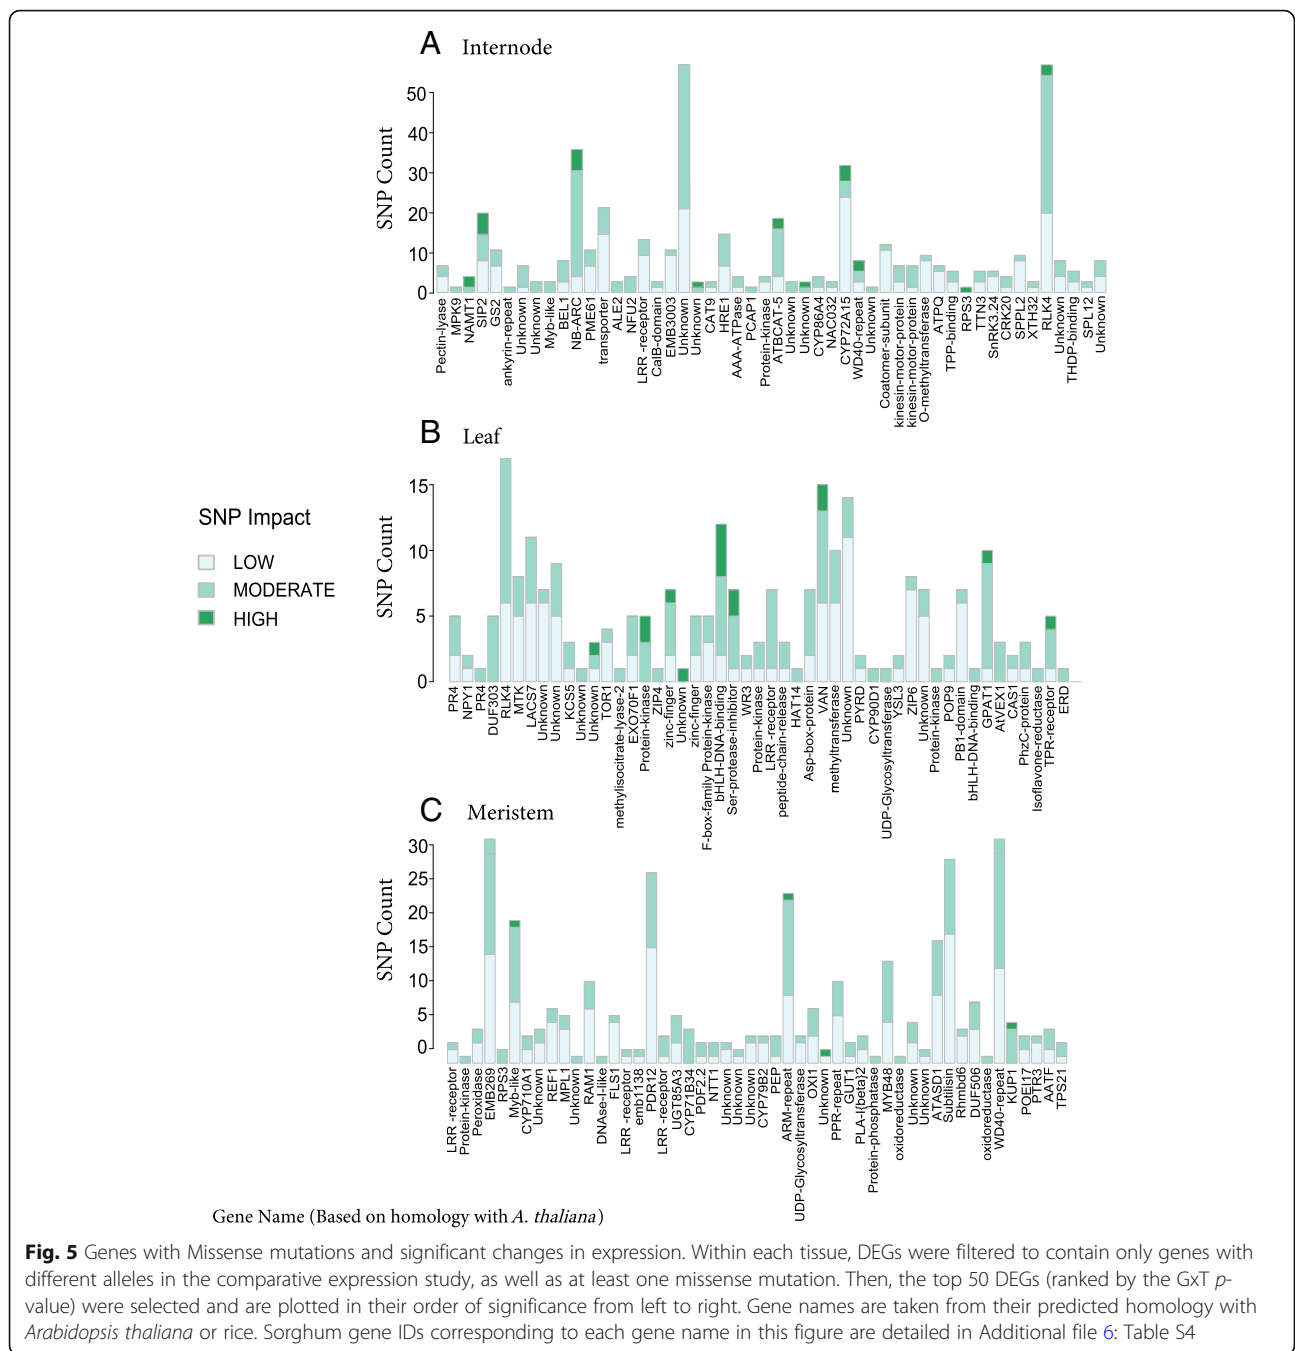 A Internode
SNP Count
50
40
30
20
10
0
Pectin-lyase
MPK9
NAMT1
SIP2
GS2
ankyrin-repeat
Unknown
Unknown
Myb-like
BEL1
NB-ARC
PME61
transporter
ALE2
NFU2
LRR -receptor
CalB-domain
EMB3003
Unknown
Unknown
CAT9
HRE1
AAA-ATPase
PCAP1
Protein-kinase
ATBCAT-5
Unknown
Unknown
CYP86A4
NAC032
CYP72A15
WD40-repeat
Unknown
Coatomer-subunit
kinesin-motor-protein
kinesin-motor-protein
O-methyltransferase
ATPQ
TPP-binding
RPS3
TTN3
SnRK3.24
CRK20
SPPL2
XTH32
RLK4
Unknown
THDP-binding
SPL12
Unknown
B Leaf
SNP Impact
LOW
MODERATE
HIGH
SNP Count
15
10
5
0
PR4
NPY1
PR4
DUF303
RLK4
MTK
LACS7
Unknown
Unknown
KCS5
Unknown
Unknown
TOR1
methylisocitrate-lyase-2
EXO70F1
Protein-kinase
ZIP4
zinc-finger
Unknown
zinc-finger
F-box-family Protein-kinase
bHLH-DNA-binding
Ser-protease-inhibitor
WR3
Protein-kinase
LRR -receptor
peptide-chain-release
HAT14
Asp-box-protein
VAN
methyltransferase
Unknown
PYRD
CYP90D1
UDP-Glycosyltransferase
YSL3
ZIP6
Unknown
Protein-kinase
POP9
PB1-domain
bHLH-DNA-binding
GPAT1
AtVEX1
CAS1
PhzC-protein
Isoflavone-reductase
TPR-receptor
ERD
C Meristem
SNP Count
30
25
20
15
10
5
0
LRR -receptor
Protein-kinase
Peroxidase
EMB269
RPS3
Myb-like
CYP710A1
Unknown
REF1
MPL1
Unknown
RAM1
DNAse-I-like
FLS1
LRR -receptor
emb1138
PDR12
LRR -receptor
UGT85A3
CYP71B34
PDF2.2
NTT1
Unknown
Unknown
Unknown
CYP79B2
PEP
ARM-repeat
UDP-Glycosyltransferase
OXI1
Unknown
PPR-repeat
GUT1
PLA-I{beta}2
Protein-phosphatase
MYB48
oxidoreductase
Unknown
Unknown
ATASD1
Subtilisin
Rhmbd6
DUF506
oxidoreductase
WD40-repeat
KUP1
POEI17
PTR3
AATF
TPS21
Gene Name (Based on homology with A. thaliana)
Fig. 5 Genes with Missense mutations and significant changes in expression. Within each tissue, DEGs were filtered to contain only genes with
different alleles in the comparative expression study, as well as at least one missense mutation. Then, the top 50 DEGs (ranked by the GxT p-
value) were selected and are plotted in their order of significance from left to right. Gene names are taken from their predicted homology with
Arabidopsis thaliana or rice. Sorghum gene IDs corresponding to each gene name in this figure are detailed in Additional file 6: Table S4